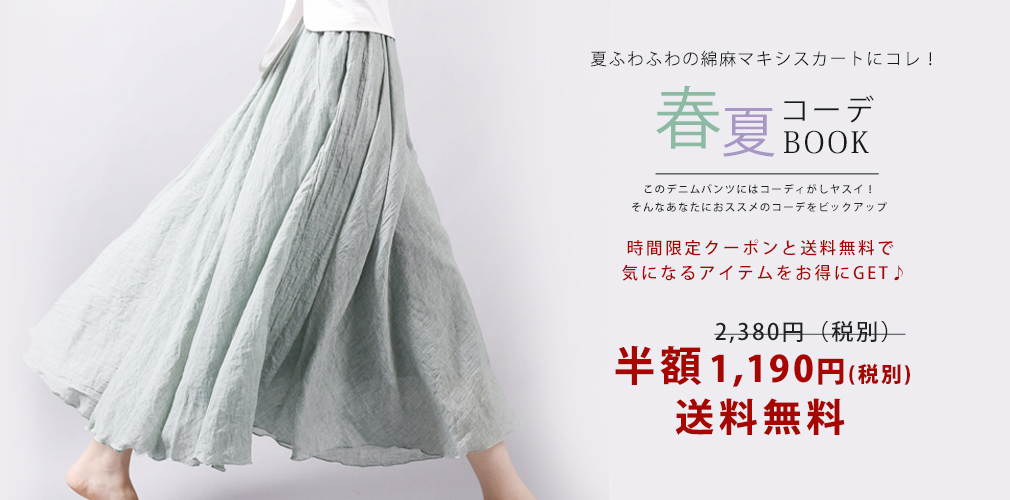 夏ふわふわの綿麻マキシスカートにコレ！
春夏コーデ
BOOK
このデニムパンツにはコーディがしヤスイ！
そんなあなたにおススメのコーデをピックアップ
時間限定クーポンと送料無料で
気になるアイテムをお得にGET♪
2,380円（税別）
半額1,190円(税別)
送料無料